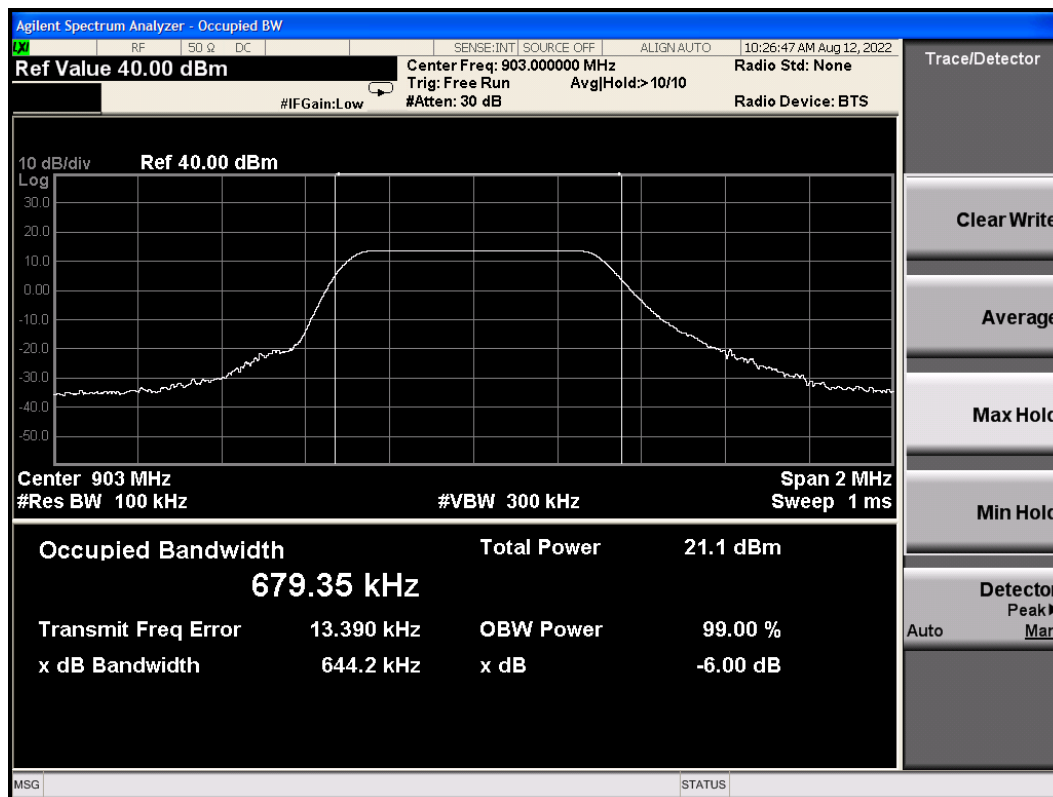 Agilent Spectrum Analyzer - Occupied BW
LXI RF 50 Ω DC SENSE:INT SOURCE OFF ALIGN AUTO 10:26:47 AM Aug 12, 2022
Ref Value 40.00 dBm
Center Freq: 903.000000 MHz
Radio Std: None
Trig: Free Run Avg|Hold:> 10/10
#IFGain:Low
#Atten: 30 dB
Radio Device: BTS
Trace/Detector
10 dB/div Ref 40.00 dBm
Log
30.0
20.0
10.0
0.00
-10.0
-20.0
-30.0
-40.0
-50.0
Center 903 MHz Span 2 MHz
#Res BW 100 kHz #VBW 300 kHz Sweep 1 ms
Occupied Bandwidth Total Power 21.1 dBm
679.35 kHz
Transmit Freq Error 13.390 kHz OBW Power 99.00 %
x dB Bandwidth 644.2 kHz x dB -6.00 dB
Clear Write
Average
Max Hold
Min Hold
Detector
Peak
Auto Man
MSG STATUS